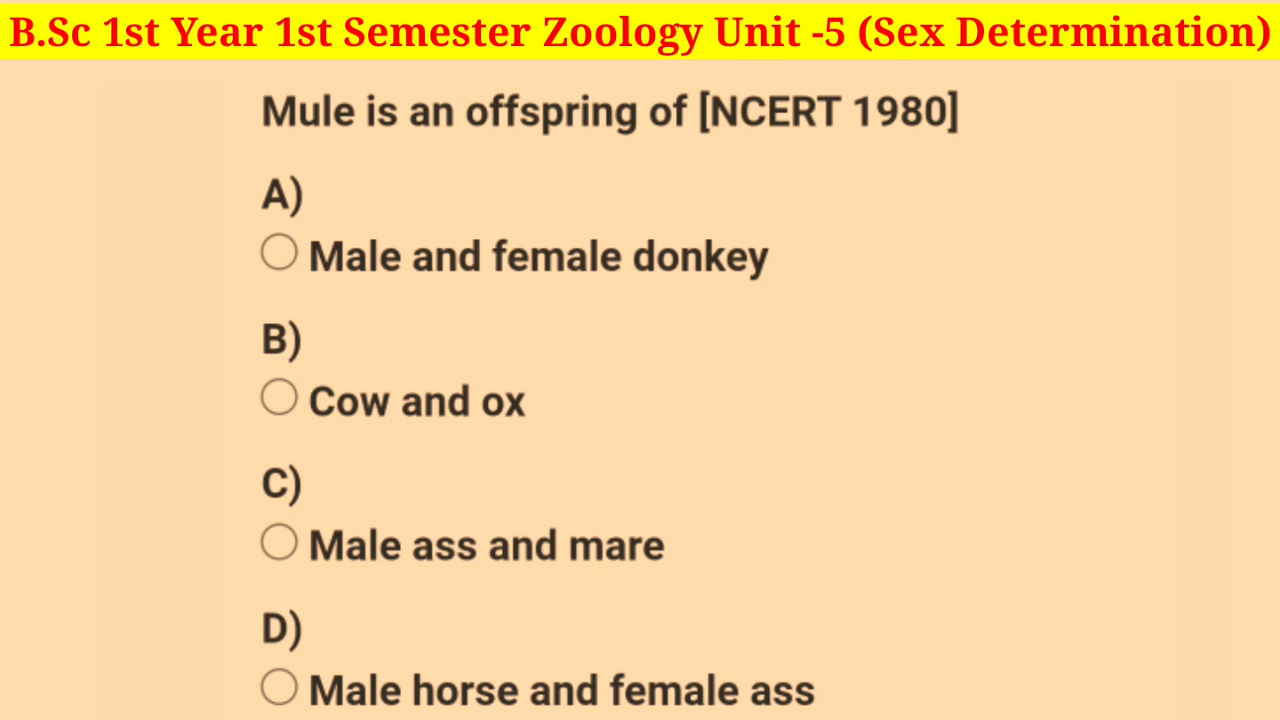 B.Sc 1st Year 1st Semester Zoology Unit -5 (Sex Determination)
Mule is an offspring of [NCERT 1980]
A)
Male and female donkey
B)
Cow and ox
C)
Male ass and mare
D)
Male horse and female ass